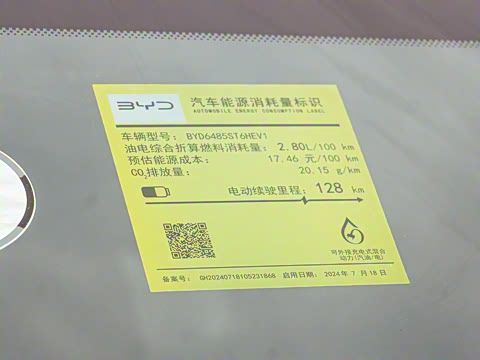 BYD 汽车能源消耗量标识
AUTOMOBILE ENERGY CONSUMPTION LABEL
车辆型号: BYD6485ST6HEV1
油电综合折算燃料消耗量: 2.80L/100 km
预估能源成本: 17.46 元/100 km
CO₂排放量: 20.15 g/km
电动续驶里程: 128 km
可外接充电式混合
动力(汽油/电)
备案号: GH20240718105231868 启用日期: 2024年 7 月 18 日